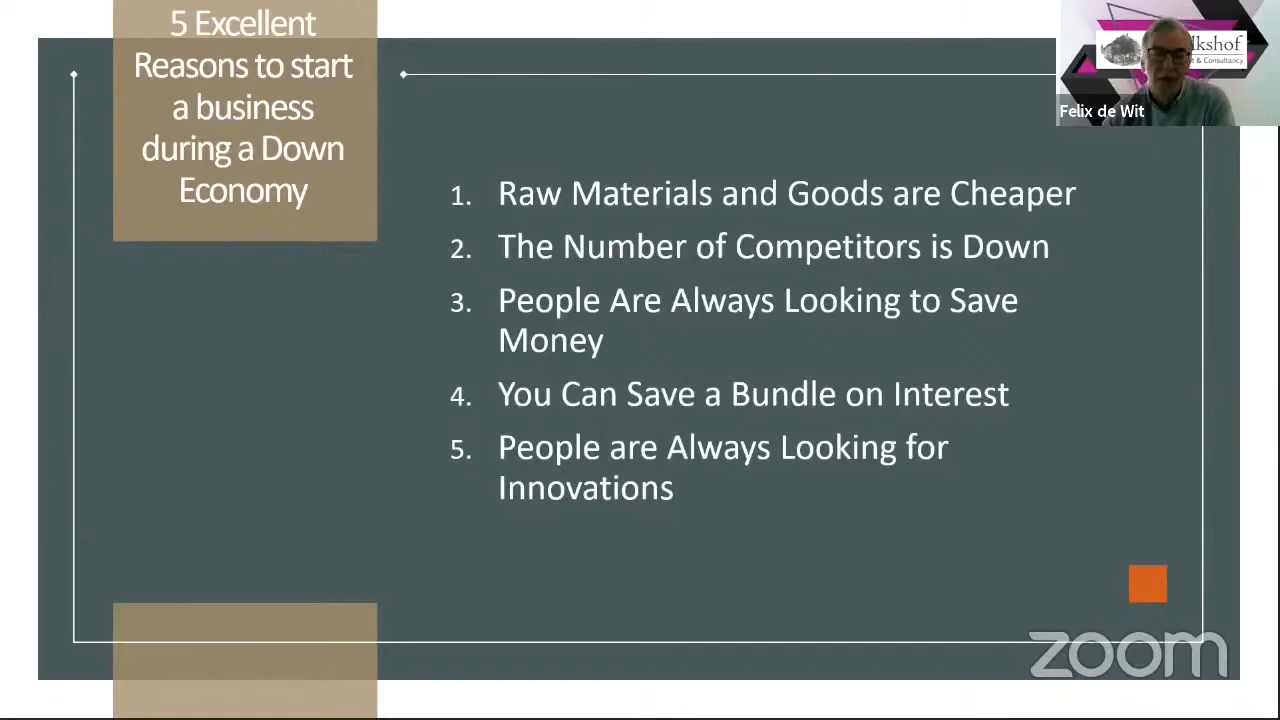 5 Excellent
Reasons to start
a business
during a Down
Economy
1. Raw Materials and Goods are Cheaper
2. The Number of Competitors is Down
3. People Are Always Looking to Save
Money
4. You Can Save a Bundle on Interest
5. People are Always Looking for
Innovations
Felix de Wit
& Consultancy
zoom